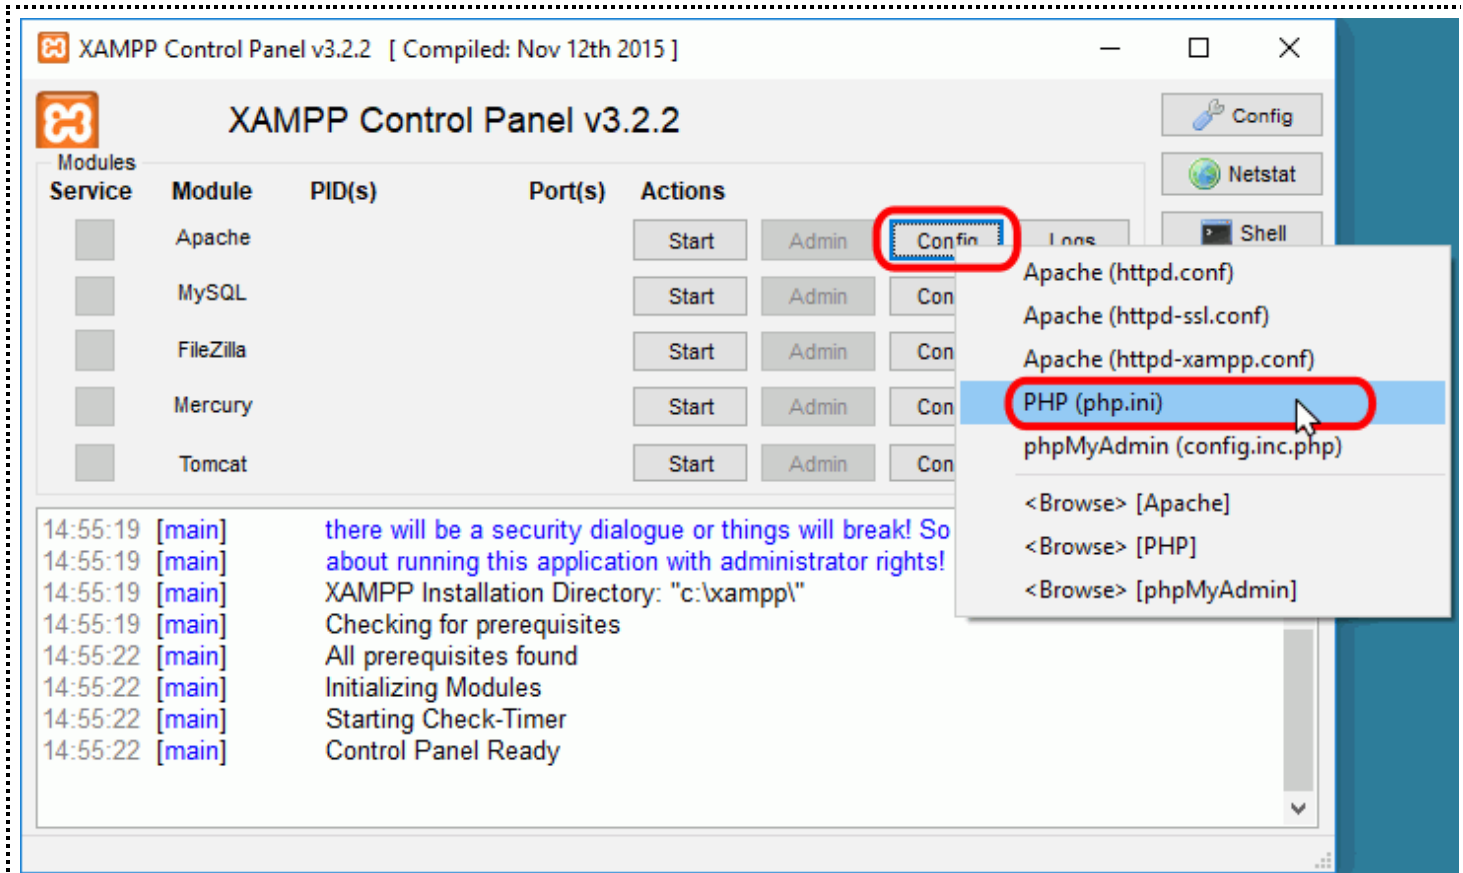 XAMPP Control Panel v3.2.2 [ Compiled: Nov 12th 2015 ]
XAMPP Control Panel v3.2.2
Config
Modules
Netstat
Service Module PID(s) Port(s) Actions
Shell
Apache Start Admin Config Logs
MySQL Start Admin Con
FileZilla Start Admin Con
Mercury Start Admin Con
Tomcat Start Admin Con
Apache (httpd.conf)
Apache (httpd-ssl.conf)
Apache (httpd-xampp.conf)
PHP (php.ini)
phpMyAdmin (config.inc.php)
<Browse> [Apache]
<Browse> [PHP]
<Browse> [phpMyAdmin]
14:55:19 [main] there will be a security dialogue or things will break! So
14:55:19 [main] about running this application with administrator rights!
14:55:19 [main] XAMPP Installation Directory: "c:\xampp\"
14:55:19 [main] Checking for prerequisites
14:55:22 [main] All prerequisites found
14:55:22 [main] Initializing Modules
14:55:22 [main] Starting Check-Timer
14:55:22 [main] Control Panel Ready